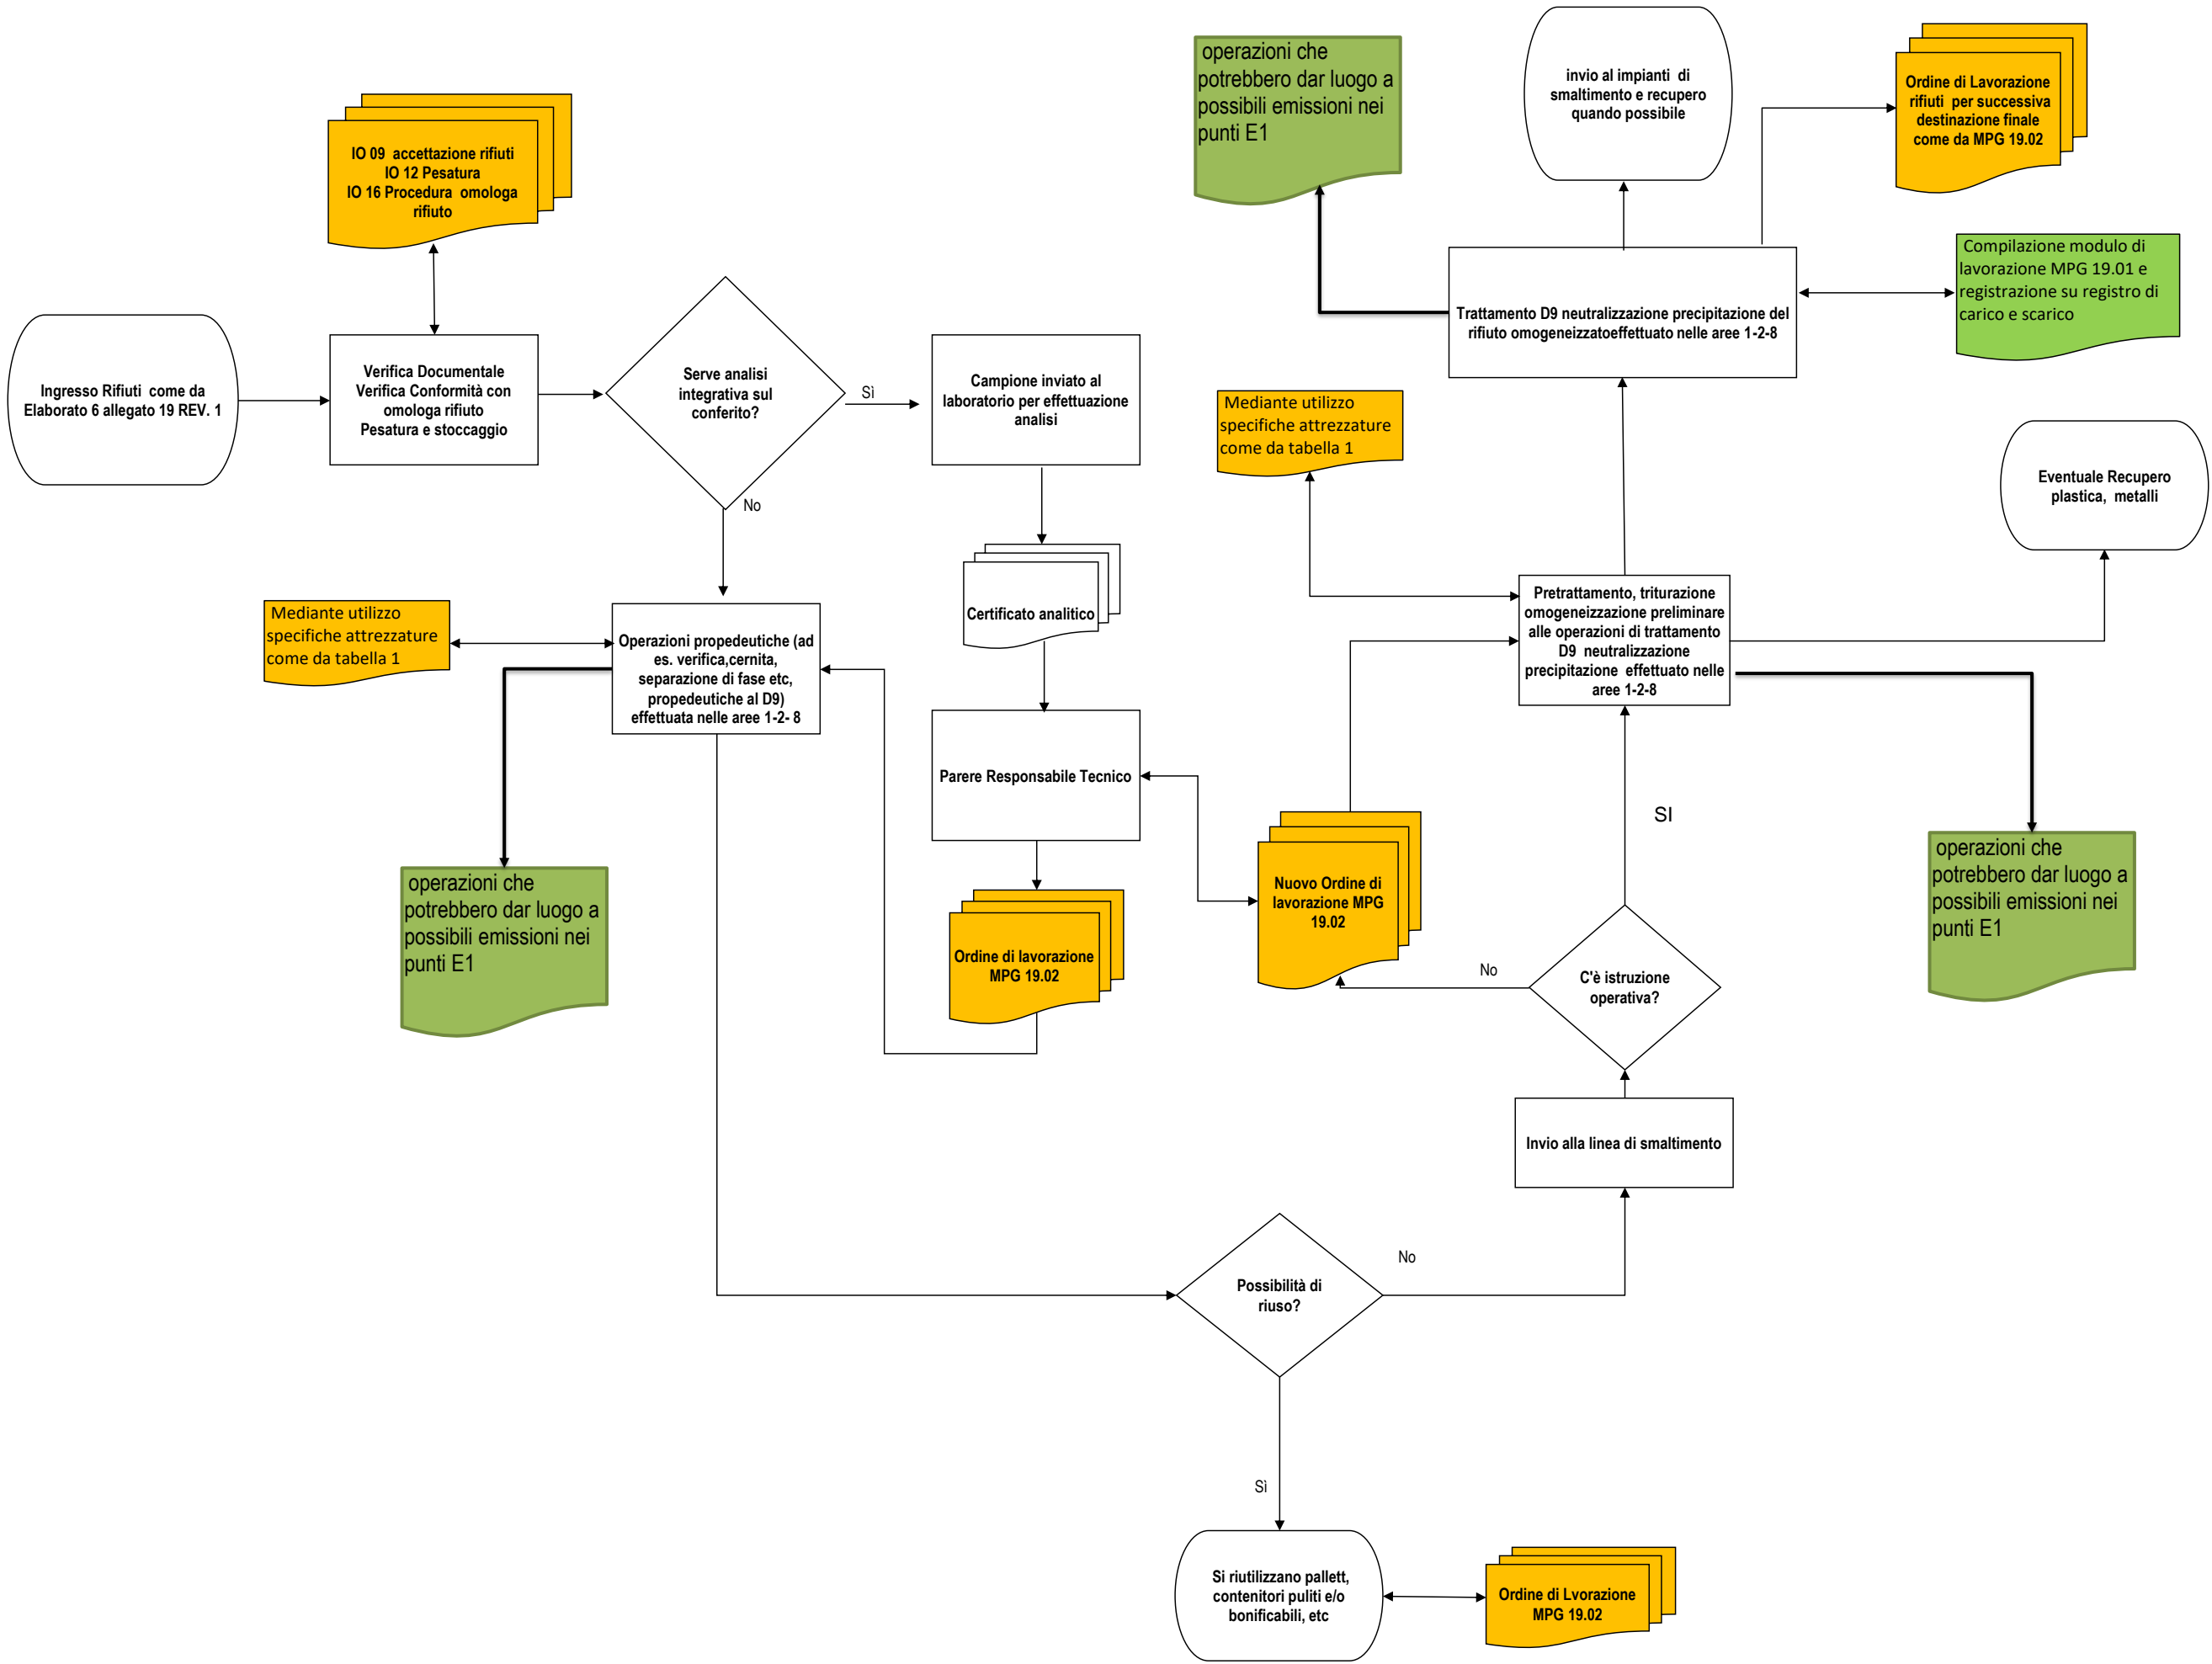 operazioni che
potrebbero dar luogo a
possibili emissioni nei
punti E1
invio al impianti di
smaltimento e recupero
quando possibile
Ordine di Lavorazione
rifiuti per successiva
destinazione finale
come da MPG 19.02
IO 09 accettazione rifiuti
IO 12 Pesatura
IO 16 Procedura omologa
rifiuto
Compilazione modulo di
lavorazione MPG 19.01 e
registrazione su registro di
carico e scarico
Trattamento D9 neutralizzazione precipitazione del
rifiuto omogeneizzatoeffettuato nelle aree 1-2-8
Ingresso Rifiuti come da
Elaborato 6 allegato 19 REV. 1
Verifica Documentale
Verifica Conformità con
omologa rifiuto
Pesatura e stoccaggio
Serve analisi
integrativa sul
conferito?
Sì
No
Campione inviato al
laboratorio per effettuazione
analisi
Mediante utilizzo
specifiche attrezzature
come da tabella 1
Eventuale Recupero
plastica, metalli
Certificato analitico
Mediante utilizzo
specifiche attrezzature
come da tabella 1
Operazioni propedeutiche (ad
es. verifica,cernita,
separazione di fase etc,
propedeutiche al D9)
effettuata nelle aree 1-2- 8
Pretrattamento, triturazione
omogeneizzazione preliminare
alle operazioni di trattamento
D9 neutralizzazione
precipitazione effettuato nelle
aree 1-2-8
Parere Responsabile Tecnico
SI
operazioni che
potrebbero dar luogo a
possibili emissioni nei
punti E1
Ordine di lavorazione
MPG 19.02
Nuovo Ordine di
lavorazione MPG
19.02
No
C'è istruzione
operativa?
operazioni che
potrebbero dar luogo a
possibili emissioni nei
punti E1
Invio alla linea di smaltimento
Possibilità di
riuso?
No
Sì
Si riutilizzano pallett,
contenitori puliti e/o
bonificabili, etc
Ordine di Lvorazione
MPG 19.02